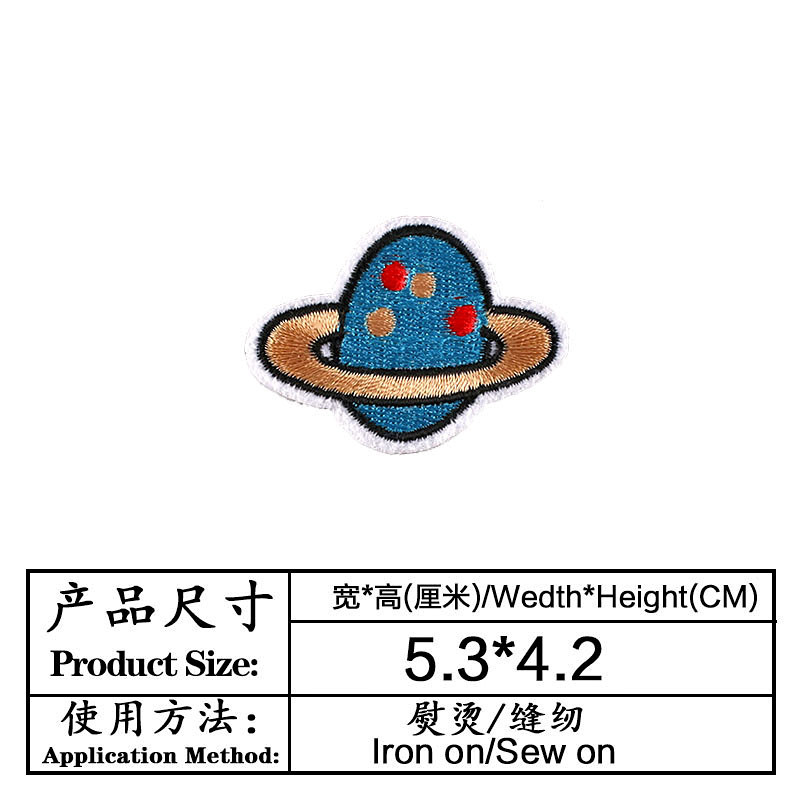 产品尺寸
Product Size:
宽*高(厘米)/Wedth*Height(CM)
5.3*4.2
使用方法：
Application Method:
熨烫/缝纫
Iron on/Sew on